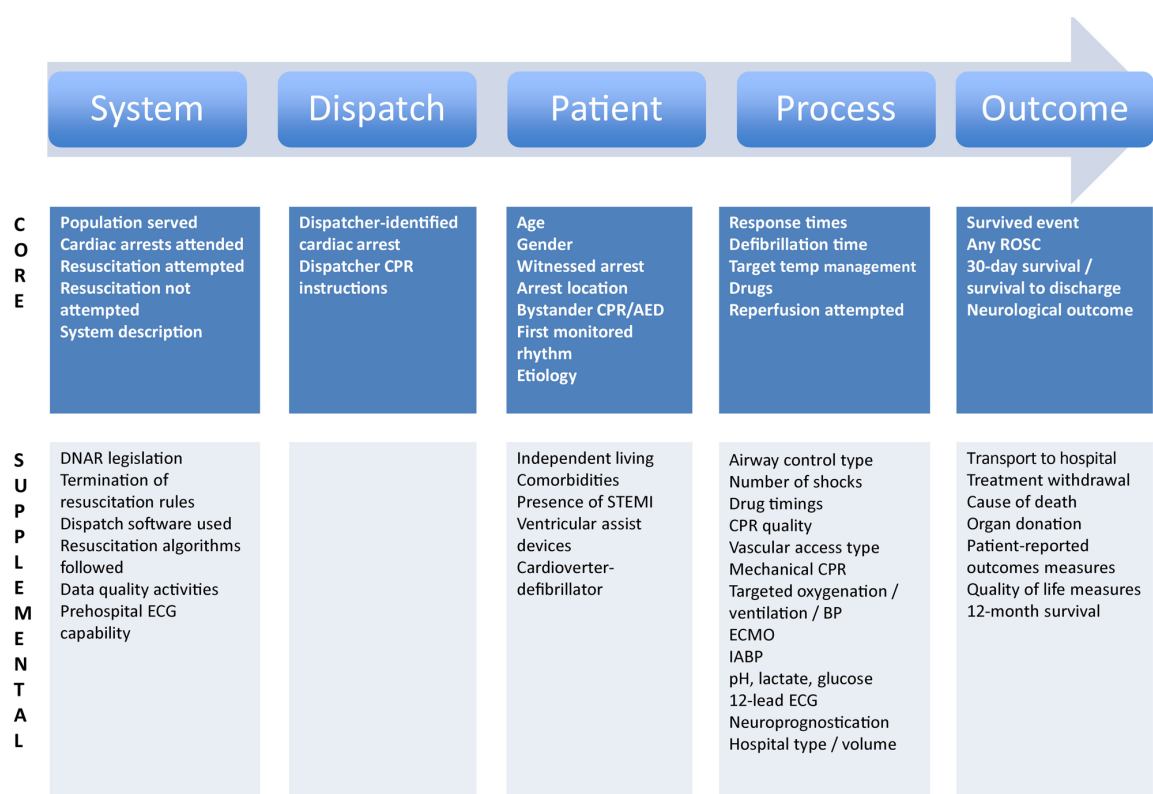 System
Dispatch
Patient
Process
Outcome
CORE
Population served
Cardiac arrests attended
Resuscitation attempted
Resuscitation not
attempted
System description
Dispatcher-identified
cardiac arrest
Dispatcher CPR
instructions
Age
Gender
Witnessed arrest
Arrest location
Bystander CPR/AED
First monitored
rhythm
Etiology
Response times
Defibrillation time
Target temp management
Drugs
Reperfusion attempted
Survived event
Any ROSC
30-day survival /
survival to discharge
Neurological outcome
SUPPLEMENTAL
DNAR legislation
Termination of
resuscitation rules
Dispatch software used
Resuscitation algorithms
followed
Data quality activities
Prehospital ECG
capability
Independent living
Comorbidities
Presence of STEMI
Ventricular assist
devices
Cardioverter-
defibrillator
Airway control type
Number of shocks
Drug timings
CPR quality
Vascular access type
Mechanical CPR
Targeted oxygenation /
ventilation / BP
ECMO
IABP
pH, lactate, glucose
12-lead ECG
Neuroprognostication
Hospital type / volume
Transport to hospital
Treatment withdrawal
Cause of death
Organ donation
Patient-reported
outcomes measures
Quality of life measures
12-month survival